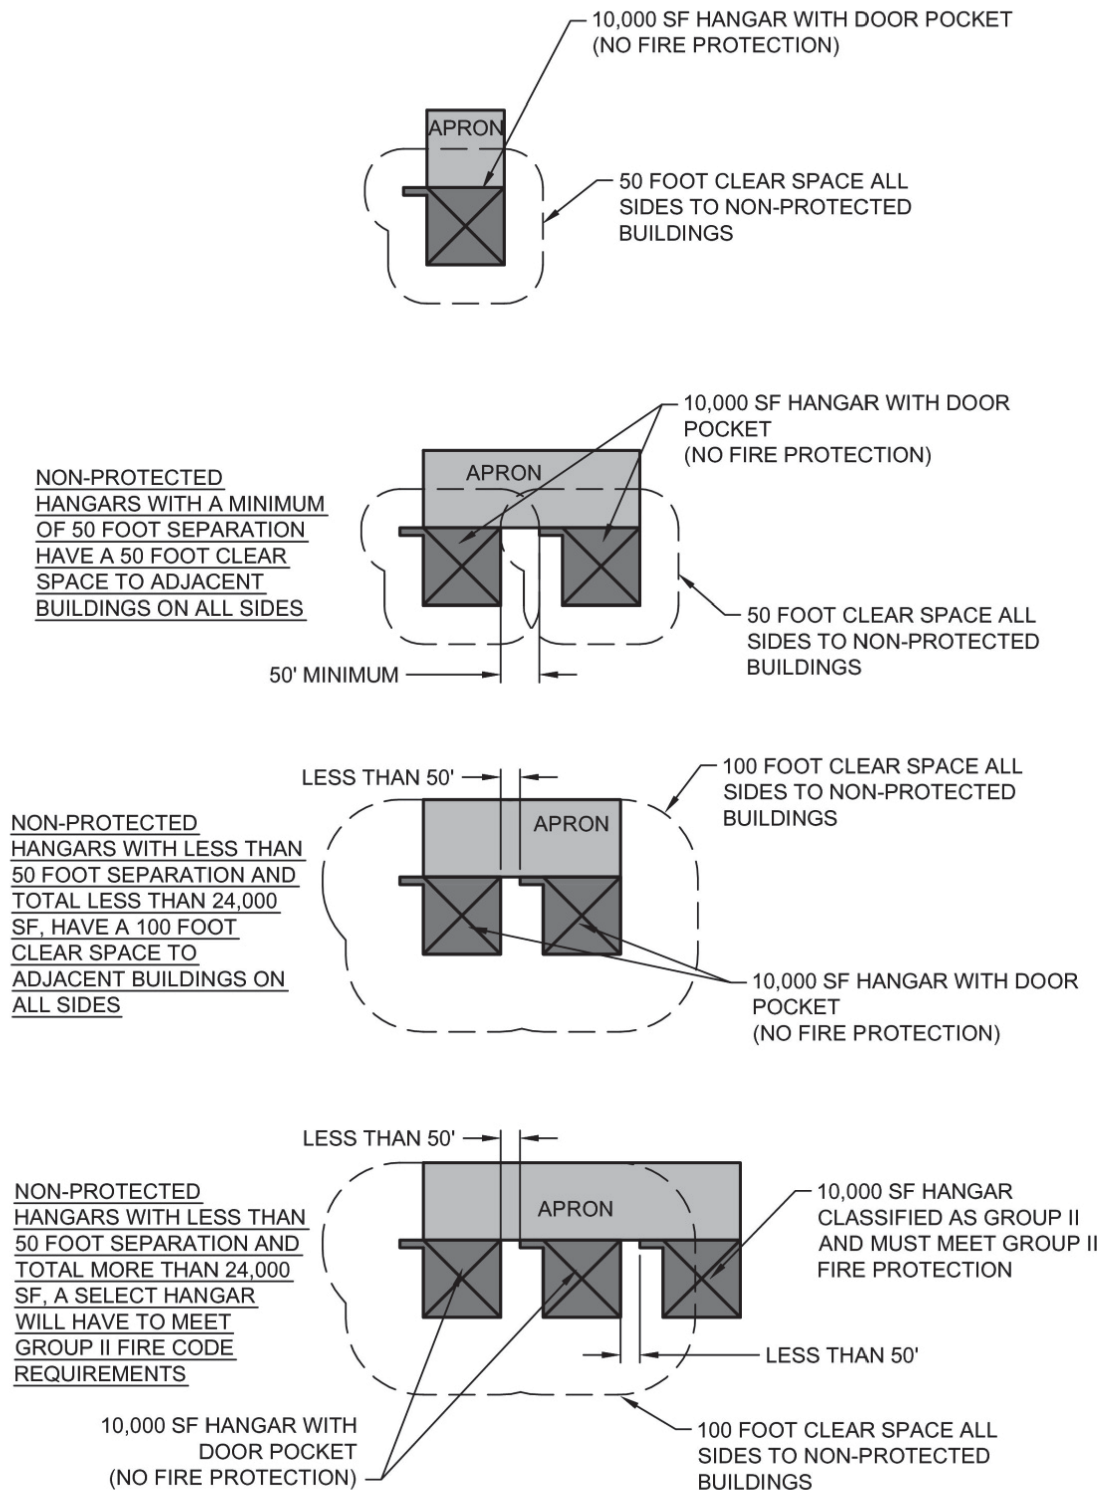 10,000 SF HANGAR WITH DOOR POCKET
(NO FIRE PROTECTION)
APRON
50 FOOT CLEAR SPACE ALL
SIDES TO NON-PROTECTED
BUILDINGS
10,000 SF HANGAR WITH DOOR
POCKET
(NO FIRE PROTECTION)
APRON
NON-PROTECTED
HANGARS WITH A MINIMUM
OF 50 FOOT SEPARATION
HAVE A 50 FOOT CLEAR
SPACE TO ADJACENT
BUILDINGS ON ALL SIDES
50 FOOT CLEAR SPACE ALL
SIDES TO NON-PROTECTED
BUILDINGS
50' MINIMUM
LESS THAN 50'
100 FOOT CLEAR SPACE ALL
SIDES TO NON-PROTECTED
BUILDINGS
APRON
NON-PROTECTED
HANGARS WITH LESS THAN
50 FOOT SEPARATION AND
TOTAL LESS THAN 24,000
SF, HAVE A 100 FOOT
CLEAR SPACE TO
ADJACENT BUILDINGS ON
ALL SIDES
10,000 SF HANGAR WITH DOOR
POCKET
(NO FIRE PROTECTION)
LESS THAN 50'
NON-PROTECTED
HANGARS WITH LESS THAN
50 FOOT SEPARATION AND
TOTAL MORE THAN 24,000
SF, A SELECT HANGAR
WILL HAVE TO MEET
GROUP II FIRE CODE
REQUIREMENTS
APRON
10,000 SF HANGAR
CLASSIFIED AS GROUP II
AND MUST MEET GROUP II
FIRE PROTECTION
LESS THAN 50'
10,000 SF HANGAR WITH
DOOR POCKET
(NO FIRE PROTECTION)
100 FOOT CLEAR SPACE ALL
SIDES TO NON-PROTECTED
BUILDINGS